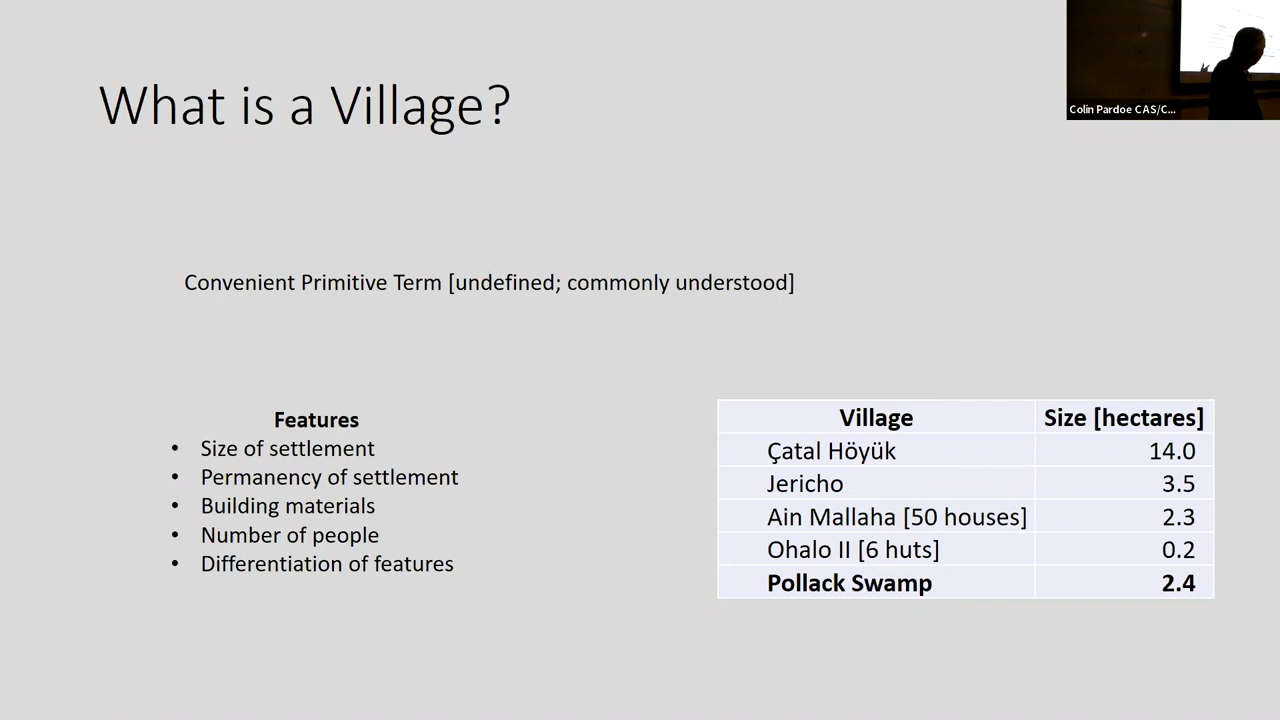 Colin Pardoe CAS/C...
What is a Village?
Convenient Primitive Term [undefined; commonly understood]
Features
• Size of settlement
• Permanency of settlement
• Building materials
• Number of people
• Differentiation of features
Village Size [hectares]
Çatal Höyük 14.0
Jericho 3.5
Ain Mallaha [50 houses] 2.3
Ohalo II [6 huts] 0.2
Pollack Swamp 2.4